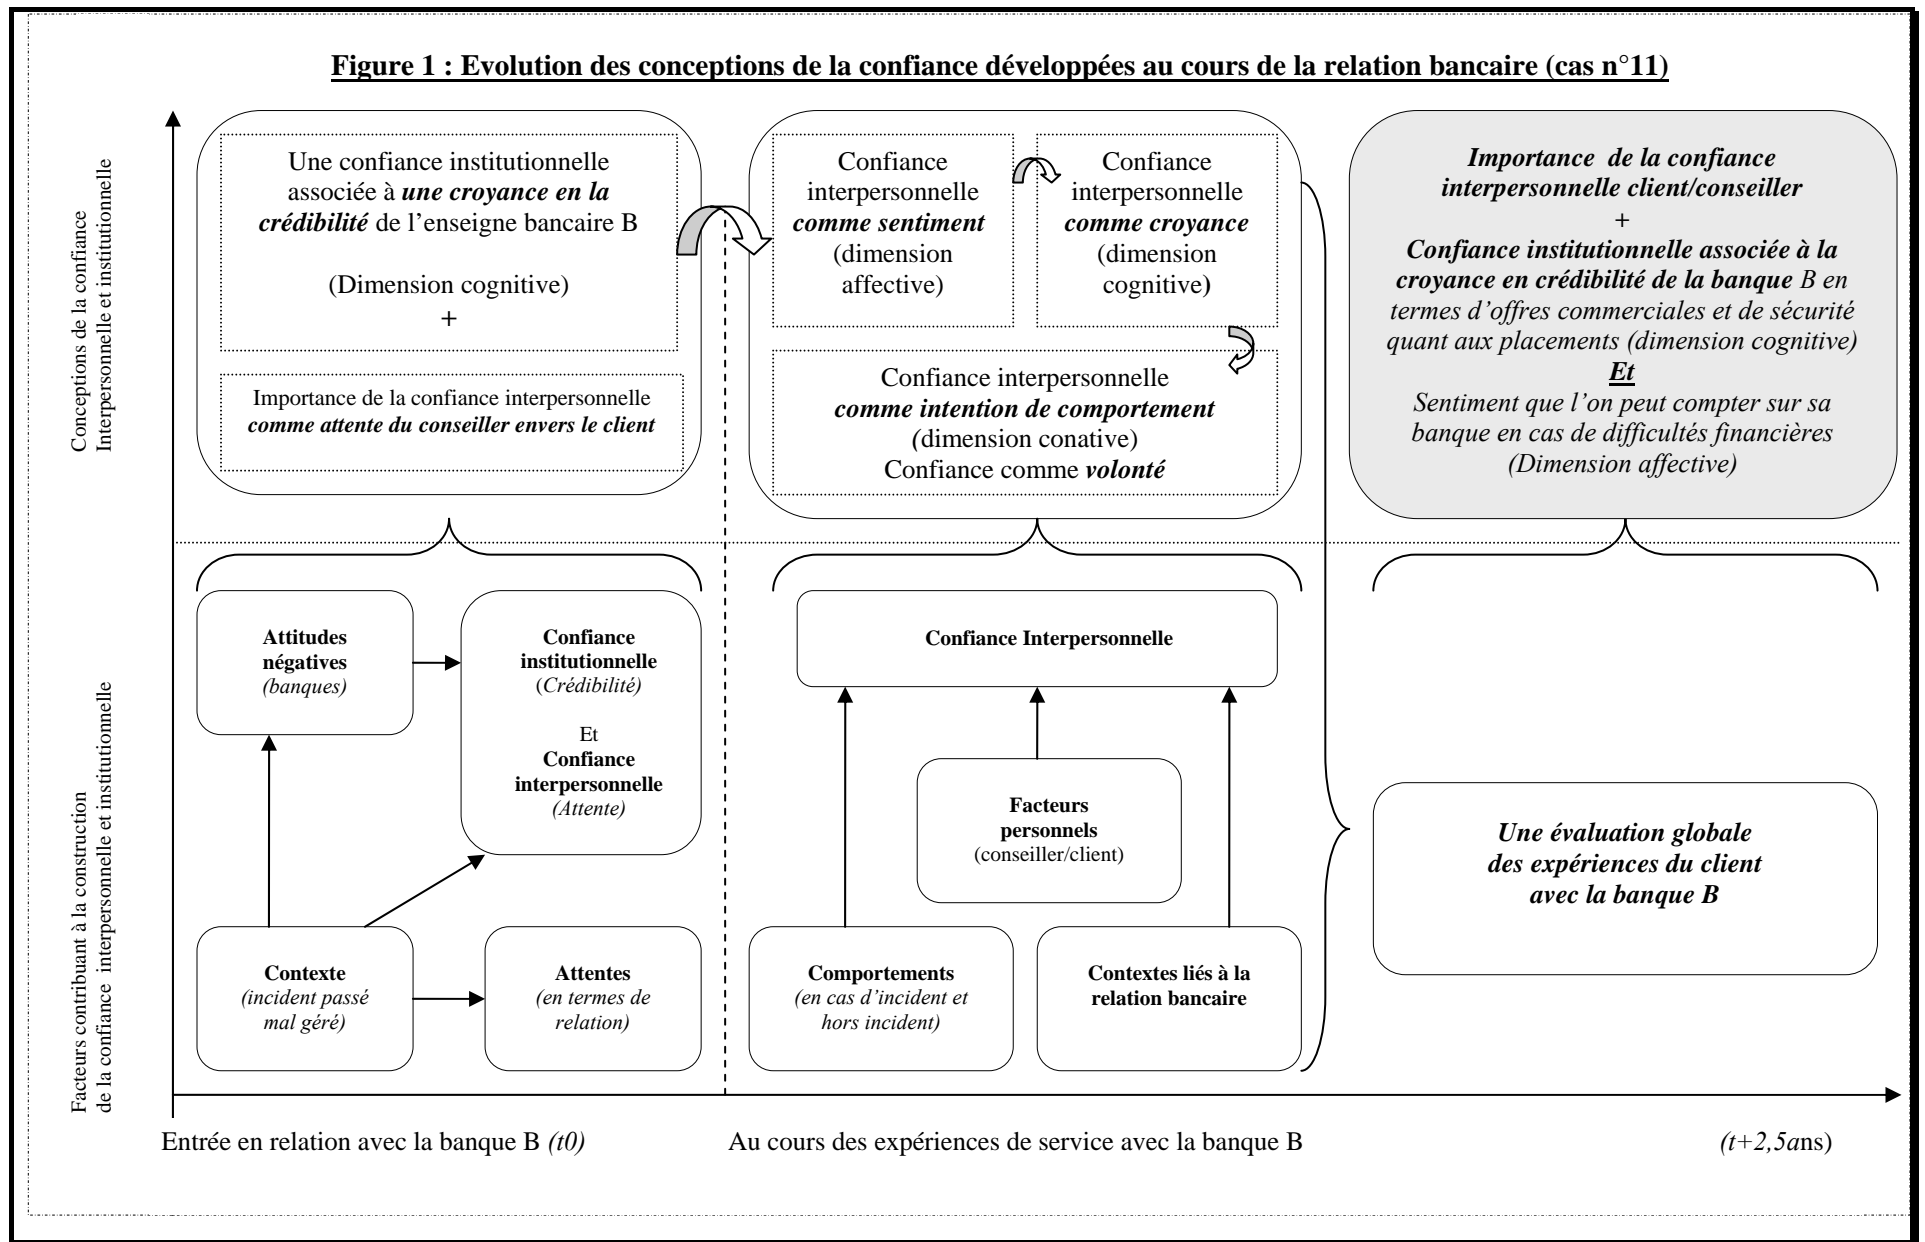 Figure 1 : Evolution des conceptions de la confiance développées au cours de la relation bancaire (cas n°11)
Conceptions de la confiance
Interpersonnelle et institutionnelle
Une confiance institutionnelle
associée à une croyance en la
crédibilité de l'enseigne bancaire B
(Dimension cognitive)
+
Importance de la confiance interpersonnelle
comme attente du conseiller envers le client
Confiance
interpersonnelle
comme sentiment
(dimension
affective)
Confiance
interpersonnelle
comme croyance
(dimension
cognitive)
Confiance interpersonnelle
comme intention de comportement
(dimension conative)
Confiance comme volonté
Importance de la confiance
interpersonnelle client/conseiller
+
Confiance institutionnelle associée à la
croyance en crédibilité de la banque B en
termes d'offres commerciales et de sécurité
quant aux placements (dimension cognitive)
Et
Sentiment que l'on peut compter sur sa
banque en cas de difficultés financières
(Dimension affective)
Facteurs contribuant à la construction
de la confiance interpersonnelle et institutionnelle
Attitudes
négatives
(banques)
Confiance
institutionnelle
(Crédibilité)
Et
Confiance
interpersonnelle
(Attente)
Contexte
(incident passé
mal géré)
Attentes
(en termes de
relation)
Confiance Interpersonnelle
Facteurs
personnels
(conseiller/client)
Comportements
(en cas d'incident et
hors incident)
Contextes liés à la
relation bancaire
Une évaluation globale
des expériences du client
avec la banque B
Entrée en relation avec la banque B (t0)
Au cours des expériences de service avec la banque B
(t+2,5ans)